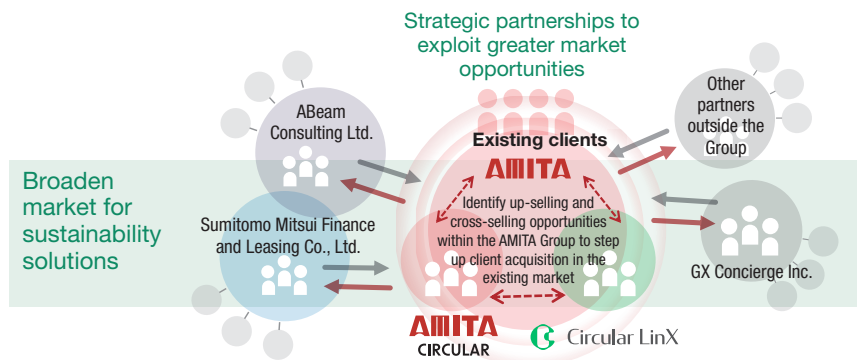 Strategic partnerships to
exploit greater market
opportunities
ABeam
Consulting Ltd.
Existing clients
AMITA
Other
partners
outside the
Group
Broaden
market for
sustainability
solutions
Sumitomo Mitsui Finance
and Leasing Co., Ltd.
Identify up-selling and
cross-selling opportunities
within the AMITA Group to step
up client acquisition in the
existing market
GX Concierge Inc.
AMITA
CIRCULAR
Circular LinX